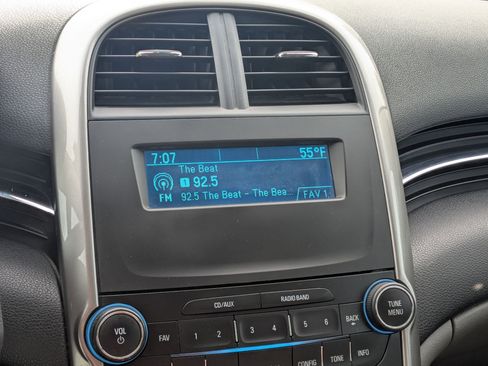 7:07 55°F
The Beat
1 92.5
FM 92.5 The Beat - The Bea... FAV 1
CD/AUX RADIO BAND
VOL FAV 1 2 3 4 5 6 BACK TUNE MENU
CONFIG TONE INFO